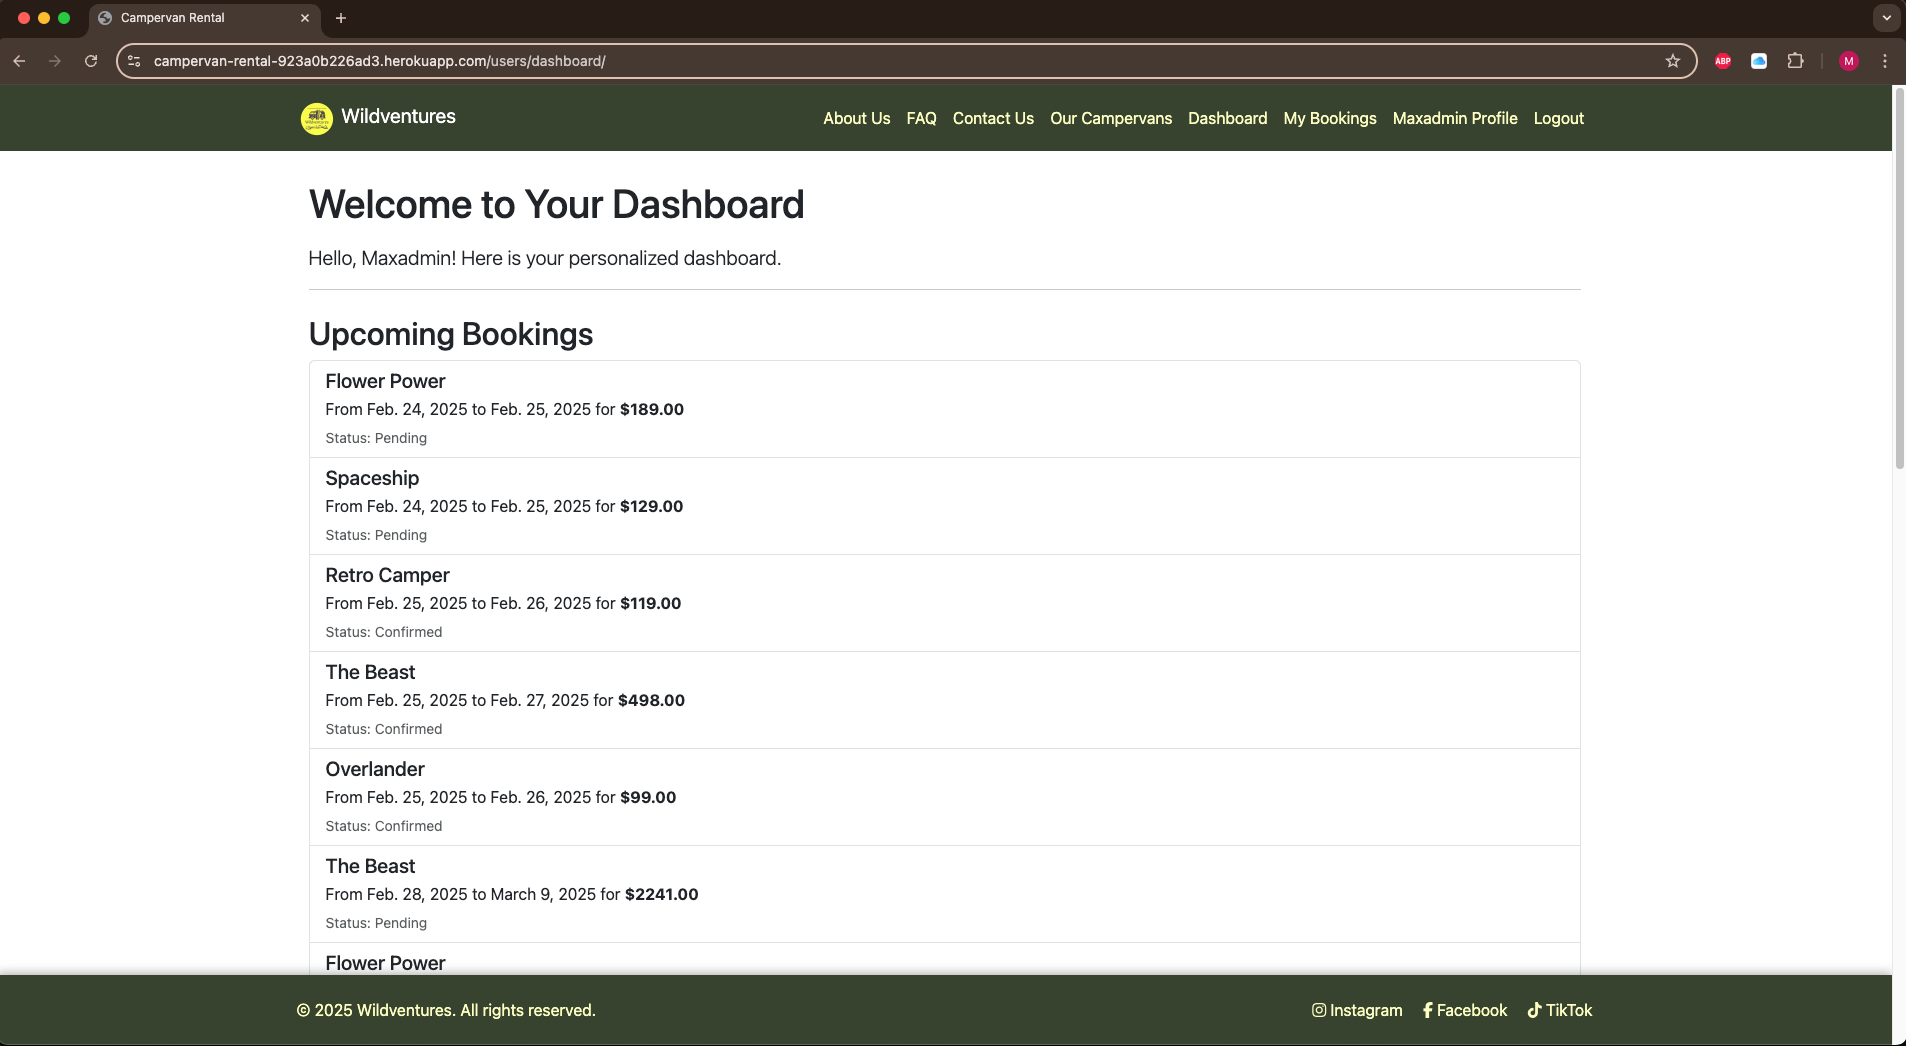 Campervan Rental
campervan-rental-923a0b226ad3.herokuapp.com/users/dashboard/
ABP
M
Wildventures
About Us FAQ Contact Us Our Campervans Dashboard My Bookings Maxadmin Profile Logout
Welcome to Your Dashboard
Hello, Maxadmin! Here is your personalized dashboard.
Upcoming Bookings
Flower Power
From Feb. 24, 2025 to Feb. 25, 2025 for $189.00
Status: Pending
Spaceship
From Feb. 24, 2025 to Feb. 25, 2025 for $129.00
Status: Pending
Retro Camper
From Feb. 25, 2025 to Feb. 26, 2025 for $119.00
Status: Confirmed
The Beast
From Feb. 25, 2025 to Feb. 27, 2025 for $498.00
Status: Confirmed
Overlander
From Feb. 25, 2025 to Feb. 26, 2025 for $99.00
Status: Confirmed
The Beast
From Feb. 28, 2025 to March 9, 2025 for $2241.00
Status: Pending
Flower Power
© 2025 Wildventures. All rights reserved.
Instagram Facebook TikTok